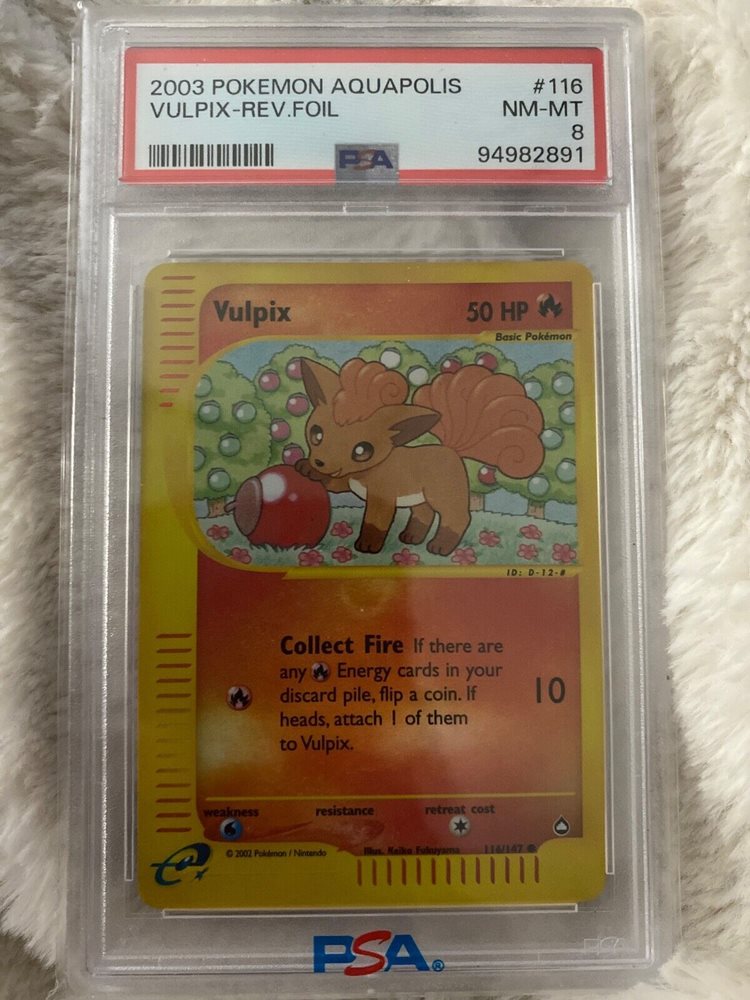 2003 POKEMON AQUAPOLIS #116
VULPIX-REV.FOIL NM-MT
8
PSA 94982891
Vulpix 50 HP
Basic Pokémon
ID: D-12-#
Collect Fire If there are
any Energy cards in your
discard pile, flip a coin. If
heads, attach 1 of them
to Vulpix.
10
weakness resistance retreat cost
© 2002 Pokémon / Nintendo Illus. Keiko Fukuyama 116/147
e
PSA®
PSA